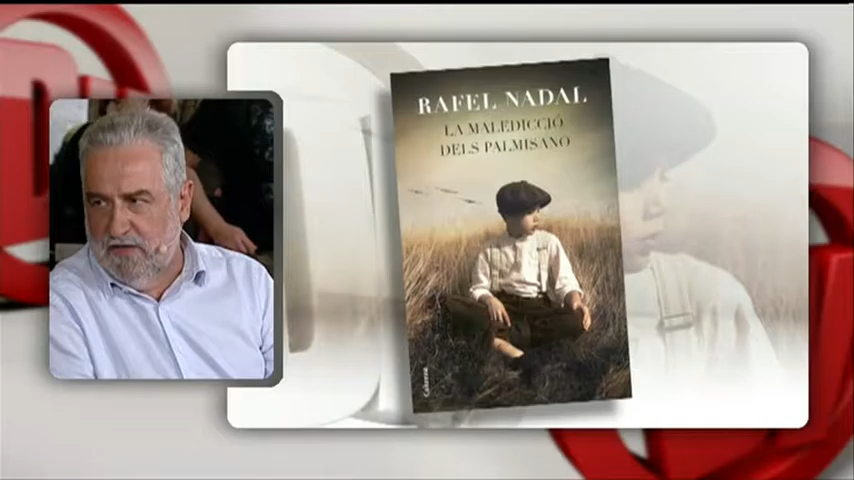 RAFEL NADAL
LA MALEDICCIÓ
DELS PALMISANO
Columna